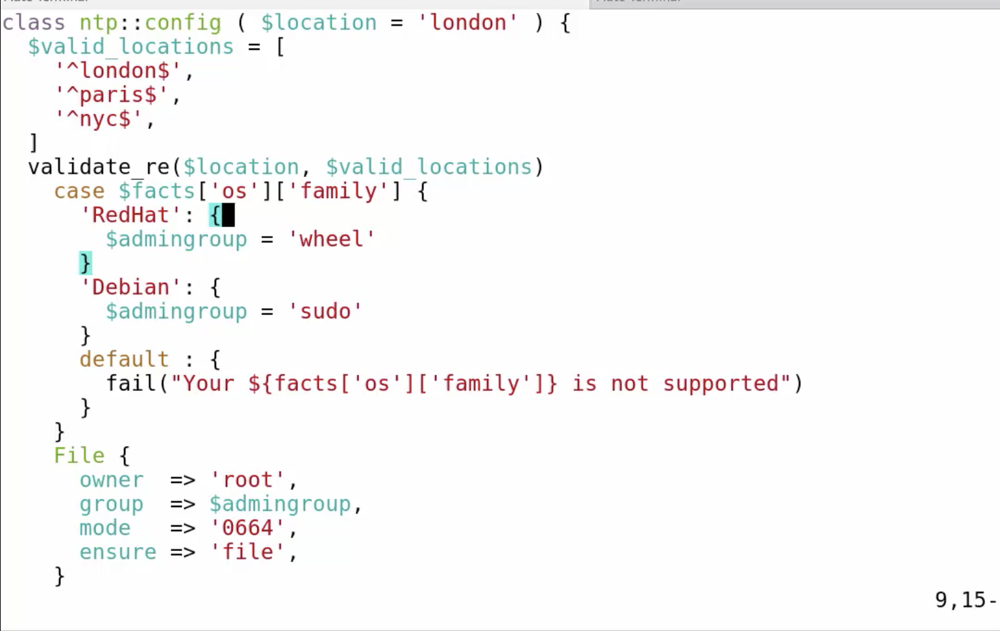 class ntp::config ( $location = 'london' ) {
  $valid_locations = [
    '^london$',
    '^paris$',
    '^nyc$',
  ]
  validate_re($location, $valid_locations)
    case $facts['os']['family'] {
      'RedHat': {
        $admingroup = 'wheel'
      }
      'Debian': {
        $admingroup = 'sudo'
      }
      default : {
        fail("Your ${facts['os']['family']} is not supported")
      }
    }
    File {
      owner  => 'root',
      group  => $admingroup,
      mode   => '0664',
      ensure => 'file',
    }
9,15-